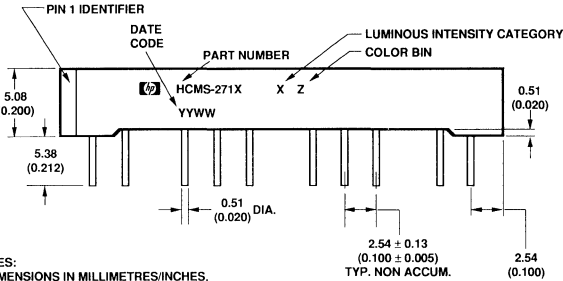 PIN 1 IDENTIFIER
DATE
CODE
PART NUMBER
LUMINOUS INTENSITY CATEGORY
COLOR BIN
hp
HCMS-271X
X Z
YYWW
5.08
(0.200)
0.51
(0.020)
5.38
(0.212)
0.51
(0.020) DIA.
2.54 ± 0.13
(0.100 ± 0.005)
TYP. NON ACCUM.
2.54
(0.100)
ES:
MENSIONS IN MILLIMETRES/INCHES.